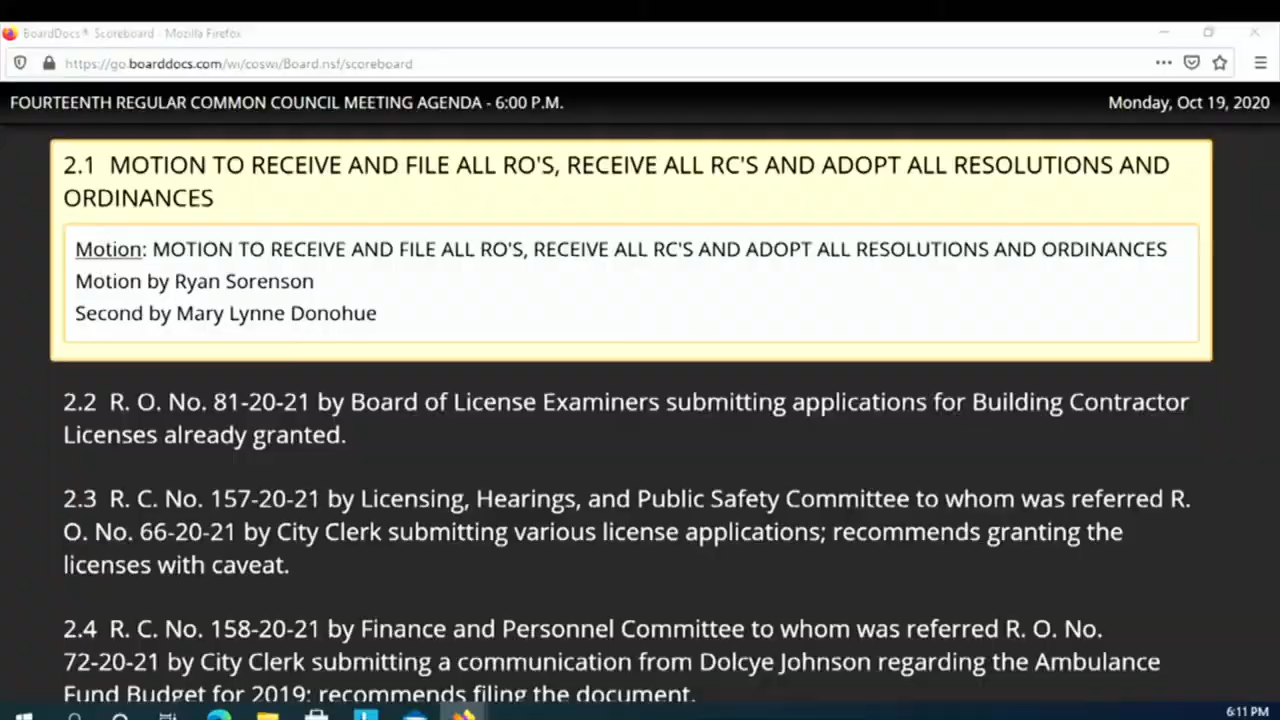 BoardDocs® Scoreboard - Mozilla Firefox
https://go.boarddocs.com/wi/coswi/Board.nsf/scoreboard
FOURTEENTH REGULAR COMMON COUNCIL MEETING AGENDA - 6:00 P.M. Monday, Oct 19, 2020
2.1 MOTION TO RECEIVE AND FILE ALL RO'S, RECEIVE ALL RC'S AND ADOPT ALL RESOLUTIONS AND
ORDINANCES
Motion: MOTION TO RECEIVE AND FILE ALL RO'S, RECEIVE ALL RC'S AND ADOPT ALL RESOLUTIONS AND ORDINANCES
Motion by Ryan Sorenson
Second by Mary Lynne Donohue
2.2 R. O. No. 81-20-21 by Board of License Examiners submitting applications for Building Contractor
Licenses already granted.
2.3 R. C. No. 157-20-21 by Licensing, Hearings, and Public Safety Committee to whom was referred R.
O. No. 66-20-21 by City Clerk submitting various license applications; recommends granting the
licenses with caveat.
2.4 R. C. No. 158-20-21 by Finance and Personnel Committee to whom was referred R. O. No.
72-20-21 by City Clerk submitting a communication from Dolcye Johnson regarding the Ambulance
Fund Budget for 2019; recommends filing the document.
6:11 PM